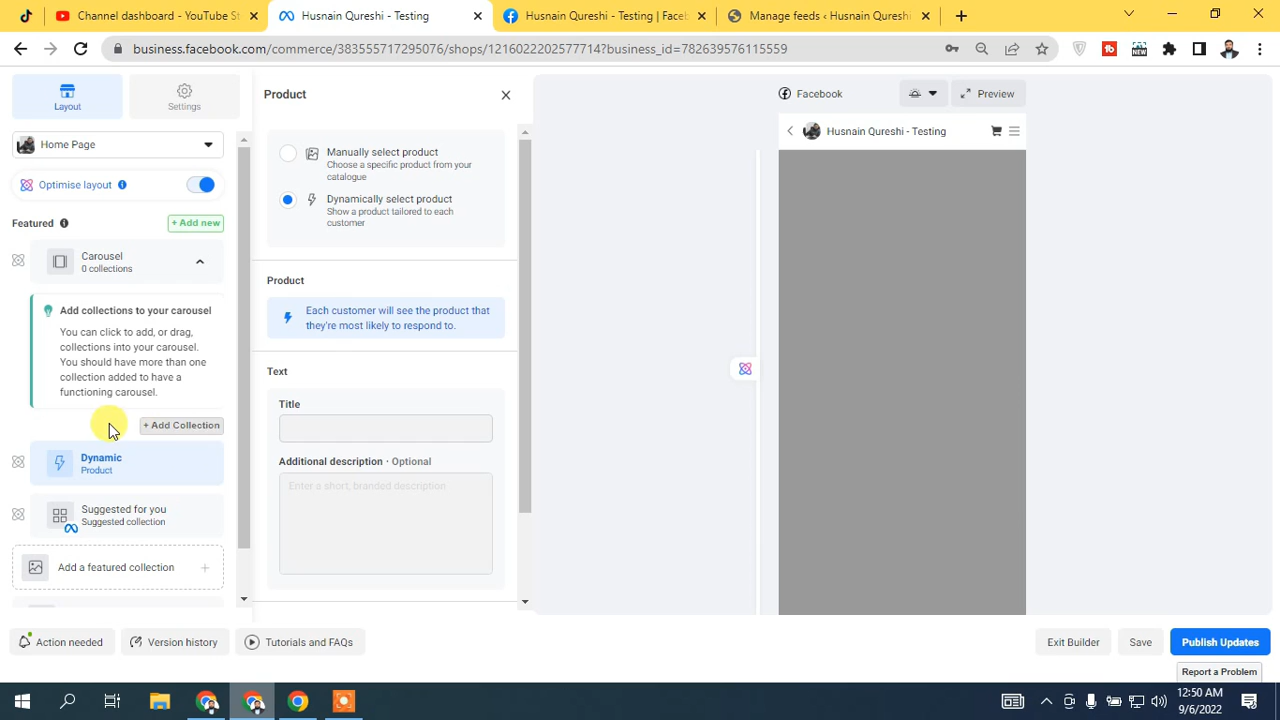 Channel dashboard - YouTube St
Husnain Qureshi - Testing
Husnain Qureshi - Testing | Faceb
Manage feeds ‹ Husnain Qureshi
business.facebook.com/commerce/383555717295076/shops/1216022202577714?business_id=782639576115559
Layout
Settings
Home Page
Optimise layout
Featured
+ Add new
Carousel
0 collections
Add collections to your carousel
You can click to add, or drag,
collections into your carousel.
You should have more than one
collection added to have a
functioning carousel.
+ Add Collection
Dynamic
Product
Suggested for you
Suggested collection
Add a featured collection
Product
Manually select product
Choose a specific product from your
catalogue
Dynamically select product
Show a product tailored to each
customer
Product
Each customer will see the product that
they're most likely to respond to.
Text
Title
Additional description · Optional
Enter a short, branded description
Facebook
Preview
Husnain Qureshi - Testing
Action needed
Version history
Tutorials and FAQs
Exit Builder
Save
Publish Updates
Report a Problem
12:50 AM
9/6/2022